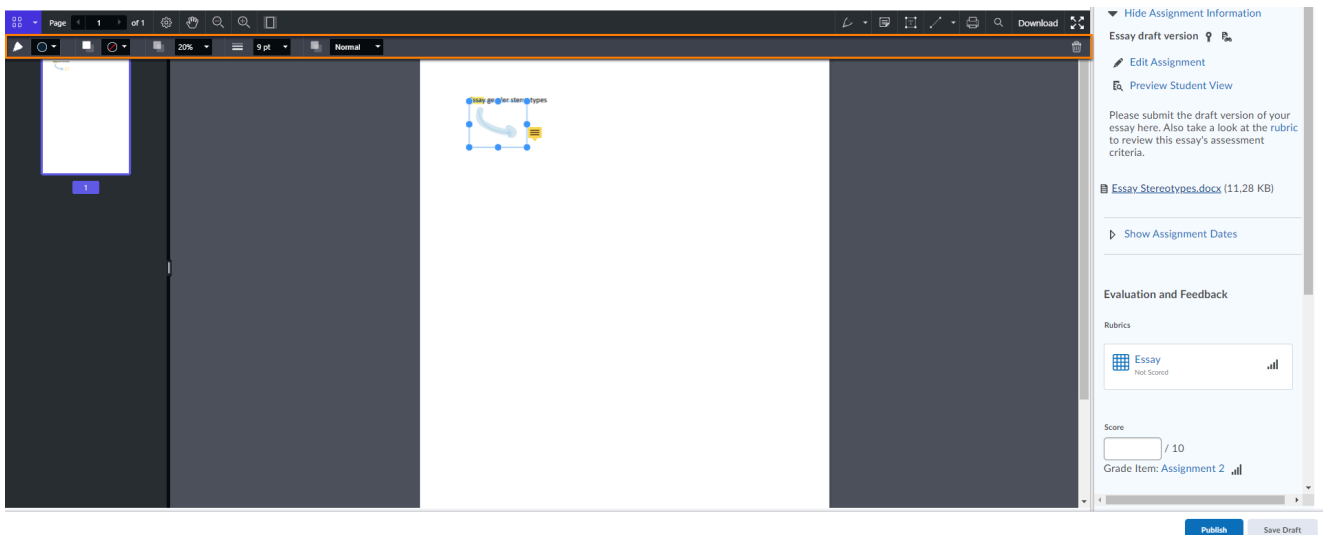 Page 1 of 1 Download
20% 9 pt Normal
Essay gender stereotypes
1
Hide Assignment Information
Essay draft version
Edit Assignment
Preview Student View
Please submit the draft version of your
essay here. Also take a look at the rubric
to review this essay's assessment
criteria.
Essay Stereotypes.docx (11,28 KB)
Show Assignment Dates
Evaluation and Feedback
Rubrics
Essay
Not Scored
Score
/ 10
Grade Item: Assignment 2
Publish Save Draft